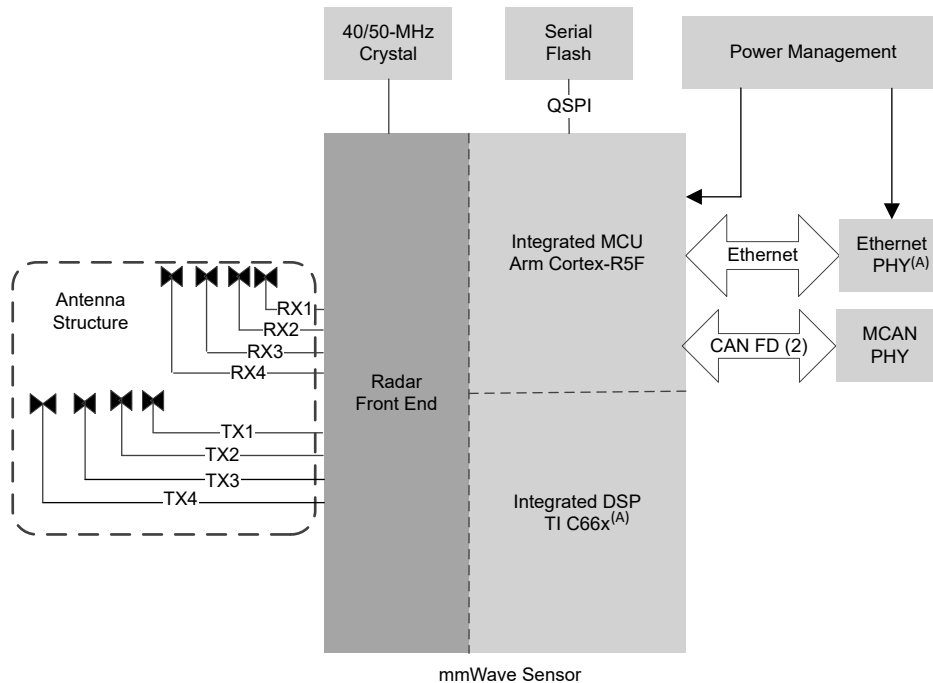 40/50-MHz
Crystal
Serial
Flash
Power Management
QSPI
Integrated MCU
Arm Cortex-R5F
Ethernet
Ethernet
PHY(A)
CAN FD (2)
MCAN
PHY
Antenna
Structure
RX1
RX2
RX3
RX4
TX1
TX2
TX3
TX4
Radar
Front End
Integrated DSP
TI C66x(A)
mmWave Sensor